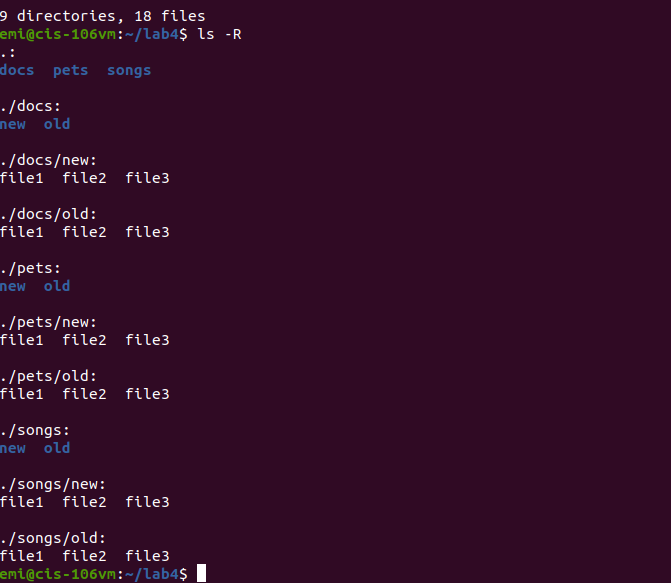 9 directories, 18 files
emi@cis-106vm:~/lab4$ ls -R
.:
docs  pets  songs
./docs:
new  old
./docs/new:
file1  file2  file3
./docs/old:
file1  file2  file3
./pets:
new  old
./pets/new:
file1  file2  file3
./pets/old:
file1  file2  file3
./songs:
new  old
./songs/new:
file1  file2  file3
./songs/old:
file1  file2  file3
emi@cis-106vm:~/lab4$